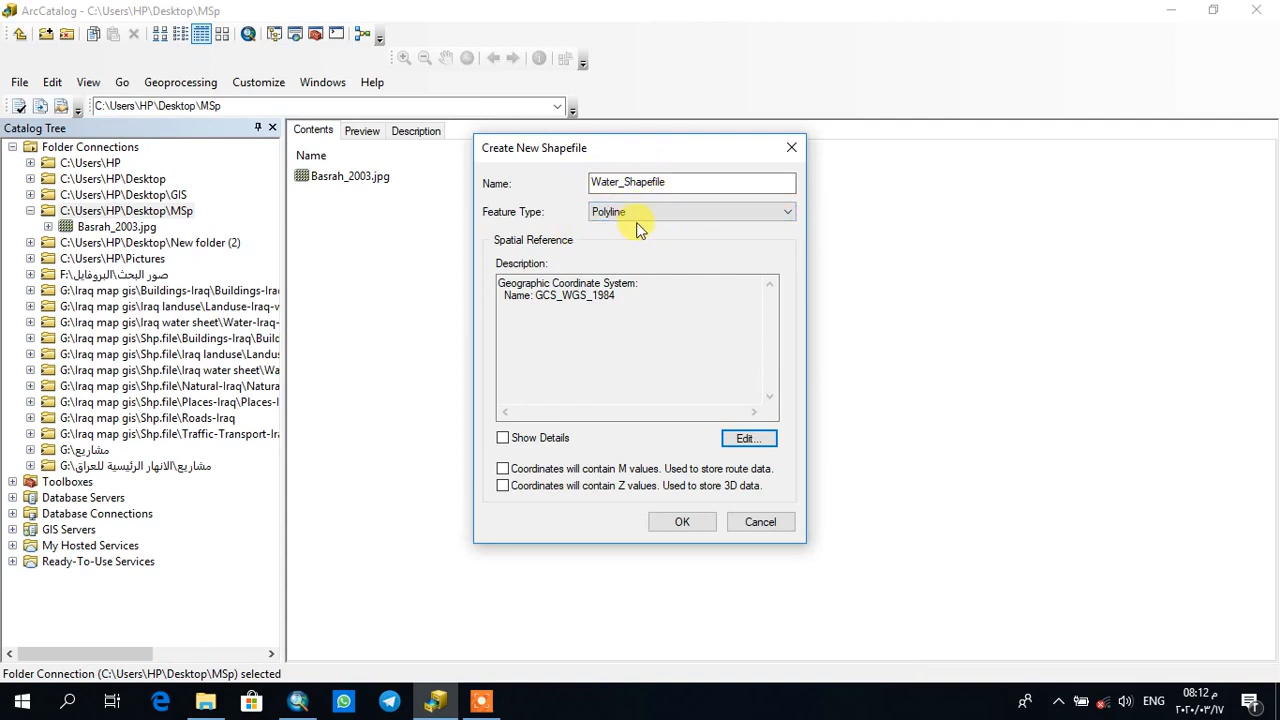 ArcCatalog - C:\Users\HP\Desktop\MSp
File Edit View Go Geoprocessing Customize Windows Help
C:\Users\HP\Desktop\MSp
Catalog Tree
Folder Connections
C:\Users\HP
C:\Users\HP\Desktop
C:\Users\HP\Desktop\GIS
C:\Users\HP\Desktop\MSp
Basrah_2003.jpg
C:\Users\HP\Desktop\New folder (2)
C:\Users\HP\Pictures
F:\صور البحث\البروفايل
G:\Iraq map gis\Buildings-Iraq\Building
G:\Iraq map gis\Iraq landuse\Landuse-Iraq-w
G:\Iraq map gis\Iraq water sheet\Water-Iraq
G:\Iraq map gis\Shp.file\Buildings-Iraq\Build
G:\Iraq map gis\Shp.file\Iraq landuse\Landus
G:\Iraq map gis\Shp.file\Iraq water sheet\Wa
G:\Iraq map gis\Shp.file\Natural-Iraq\Natura
G:\Iraq map gis\Shp.file\Places-Iraq\Places-I
G:\Iraq map gis\Shp.file\Roads-Iraq
G:\Iraq map gis\Shp.file\Traffic-Transport-Ira
G:\مشاريع
G:\مشاريع\الانهار الرئيسية للعراق
Toolboxes
Database Servers
Database Connections
GIS Servers
My Hosted Services
Ready-To-Use Services
Contents Preview Description
Name
Basrah_2003.jpg
Create New Shapefile
Name: Water_Shapefile
Feature Type: Polyline
Spatial Reference
Description:
Geographic Coordinate System:
Name: GCS_WGS_1984
Show Details Edit...
Coordinates will contain M values. Used to store route data.
Coordinates will contain Z values. Used to store 3D data.
OK Cancel
Folder Connection (C:\Users\HP\Desktop\MSp) selected
ENG
08:12 م
٢٠٢٠/٠٣/١٧